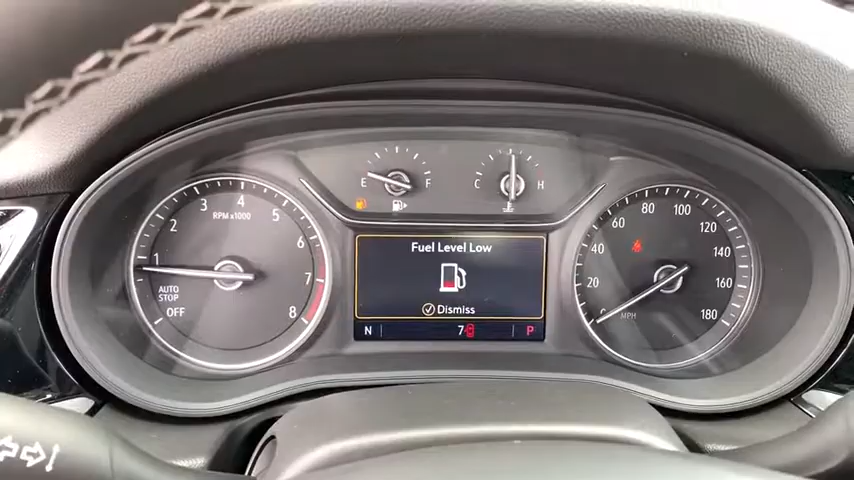 E F
C H
RPM x1000
1 2 3 4 5 6 7 8
AUTO
STOP
OFF
Fuel Level Low
Dismiss
N 7 P
20 40 60 80 100 120 140 160 180
MPH